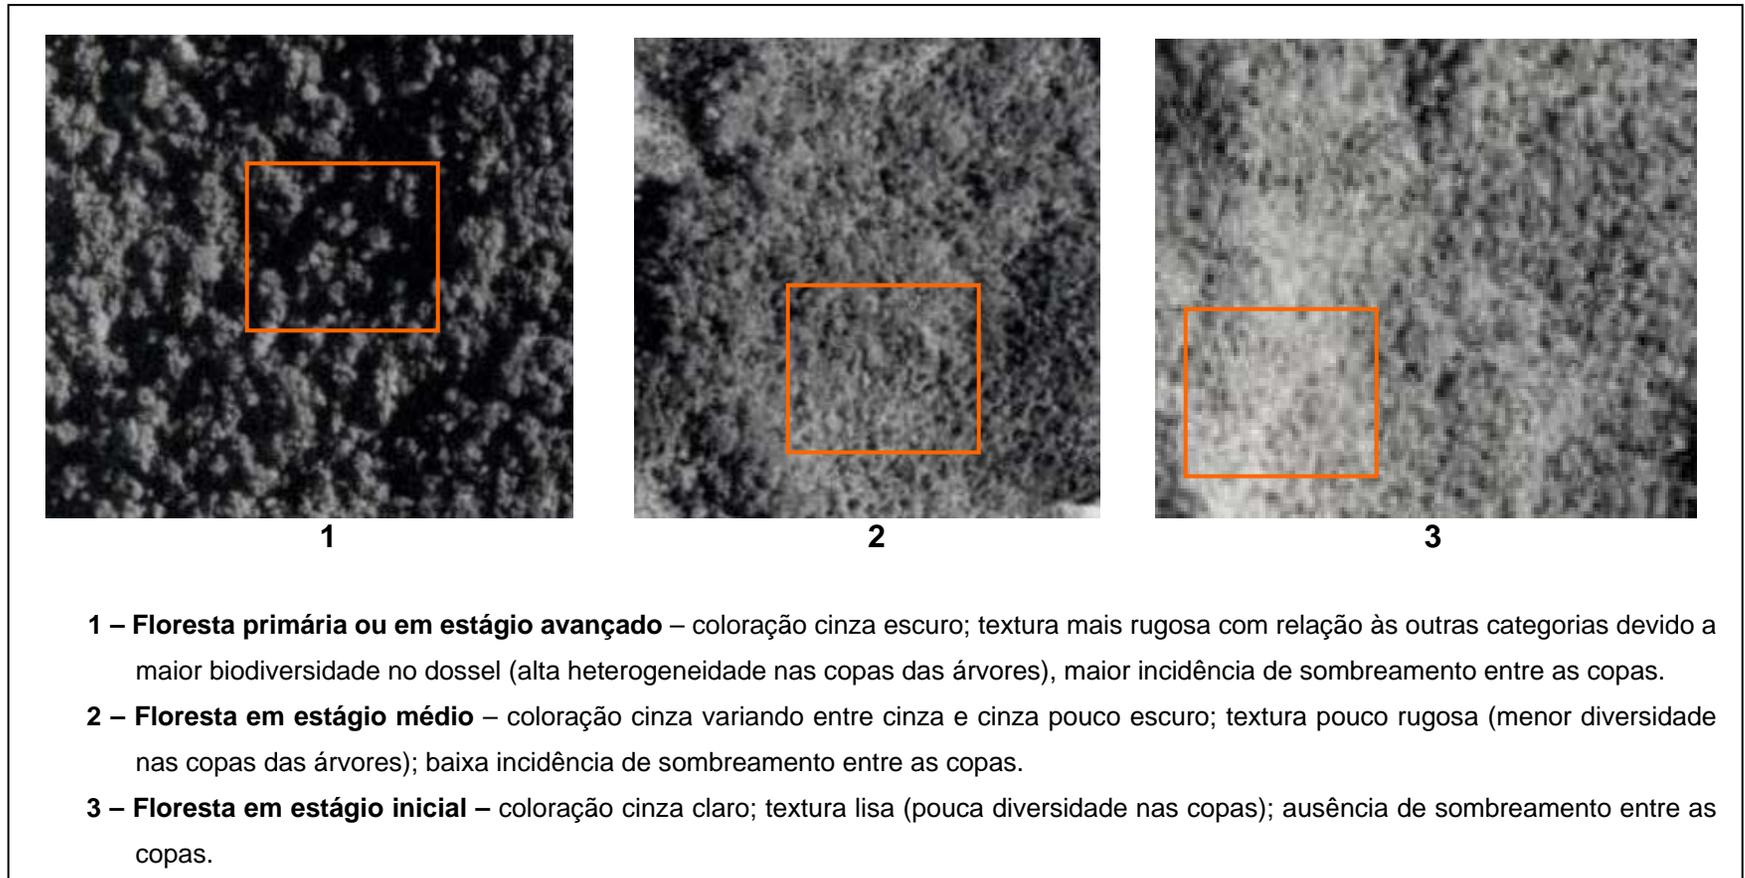 1
2
3
1 – Floresta primária ou em estágio avançado – coloração cinza escuro; textura mais rugosa com relação às outras categorias devido a
maior biodiversidade no dossel (alta heterogeneidade nas copas das árvores), maior incidência de sombreamento entre as copas.
2 – Floresta em estágio médio – coloração cinza variando entre cinza e cinza pouco escuro; textura pouco rugosa (menor diversidade
nas copas das árvores); baixa incidência de sombreamento entre as copas.
3 – Floresta em estágio inicial – coloração cinza claro; textura lisa (pouca diversidade nas copas); ausência de sombreamento entre as
copas.